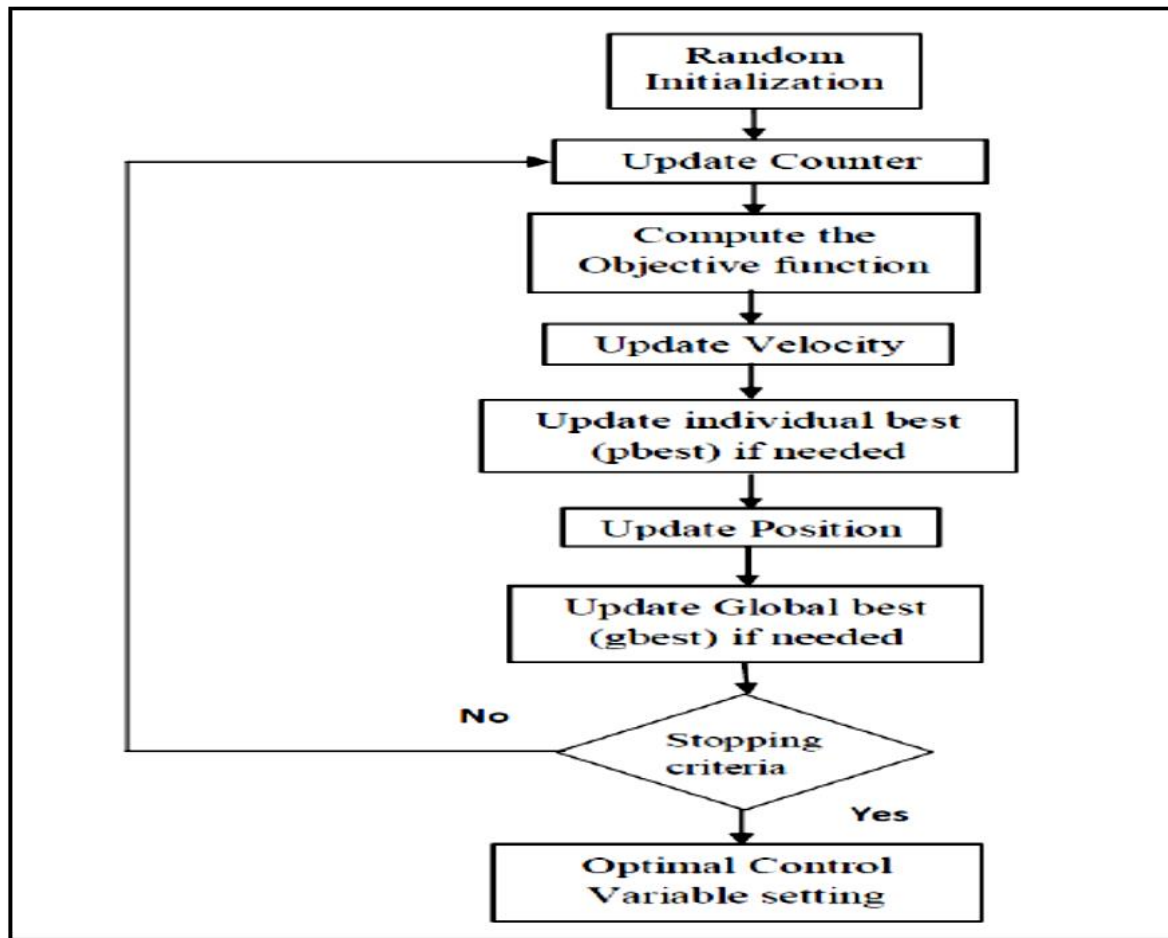 Random
Initialization
Update Counter
Compute the
Objective function
Update Velocity
Update individual best
(pbest) if needed
Update Position
Update Global best
(gbest) if needed
No
Stopping
criteria
Yes
Optimal Control
Variable setting